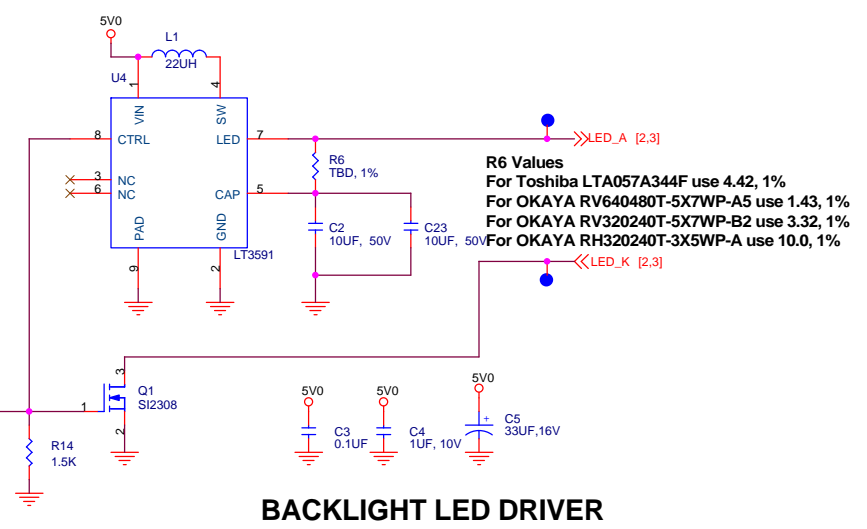 5V0
L1
22UH
U4
1
4
VIN
SW
8
CTRL
LED
7
LED_A [2,3]
R6
TBD, 1%
R6 Values
For Toshiba LTA057A344F use 4.42, 1%
For OKAYA RV640480T-5X7WP-A5 use 1.43, 1%
For OKAYA RV320240T-5X7WP-B2 use 3.32, 1%
For OKAYA RH320240T-3X5WP-A use 10.0, 1%
3
NC
6
NC
CAP
5
PAD
GND
C2
10UF, 50V
C23
10UF, 50V
LT3591
9
2
LED_K [2,3]
3
Q1
SI2308
1
2
R14
1.5K
5V0
C3
0.1UF
5V0
C4
1UF, 10V
5V0
+
C5
33UF,16V
BACKLIGHT LED DRIVER